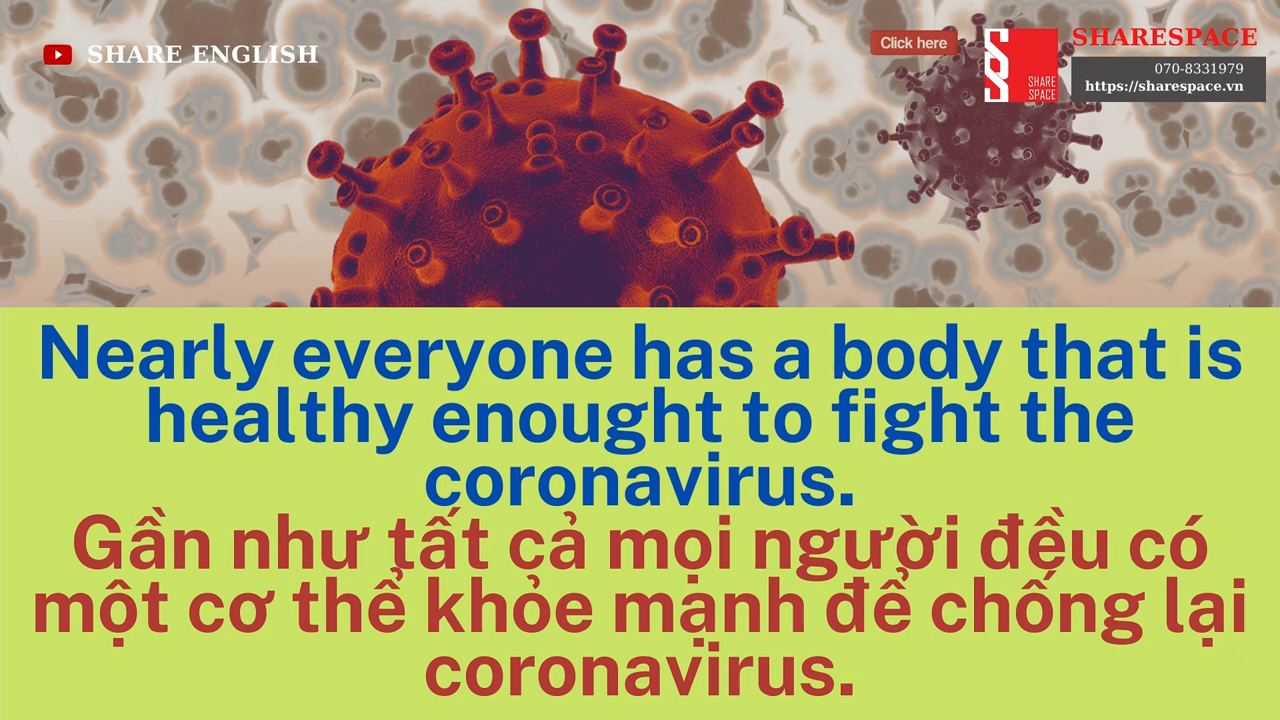 SHARE ENGLISH
Click here
SHARE
SPACE
SHARESPACE
070-8331979
https://sharespace.vn
Nearly everyone has a body that is
healthy enought to fight the
coronavirus.
Gần như tất cả mọi người đều có
một cơ thể khỏe mạnh để chống lại
coronavirus.